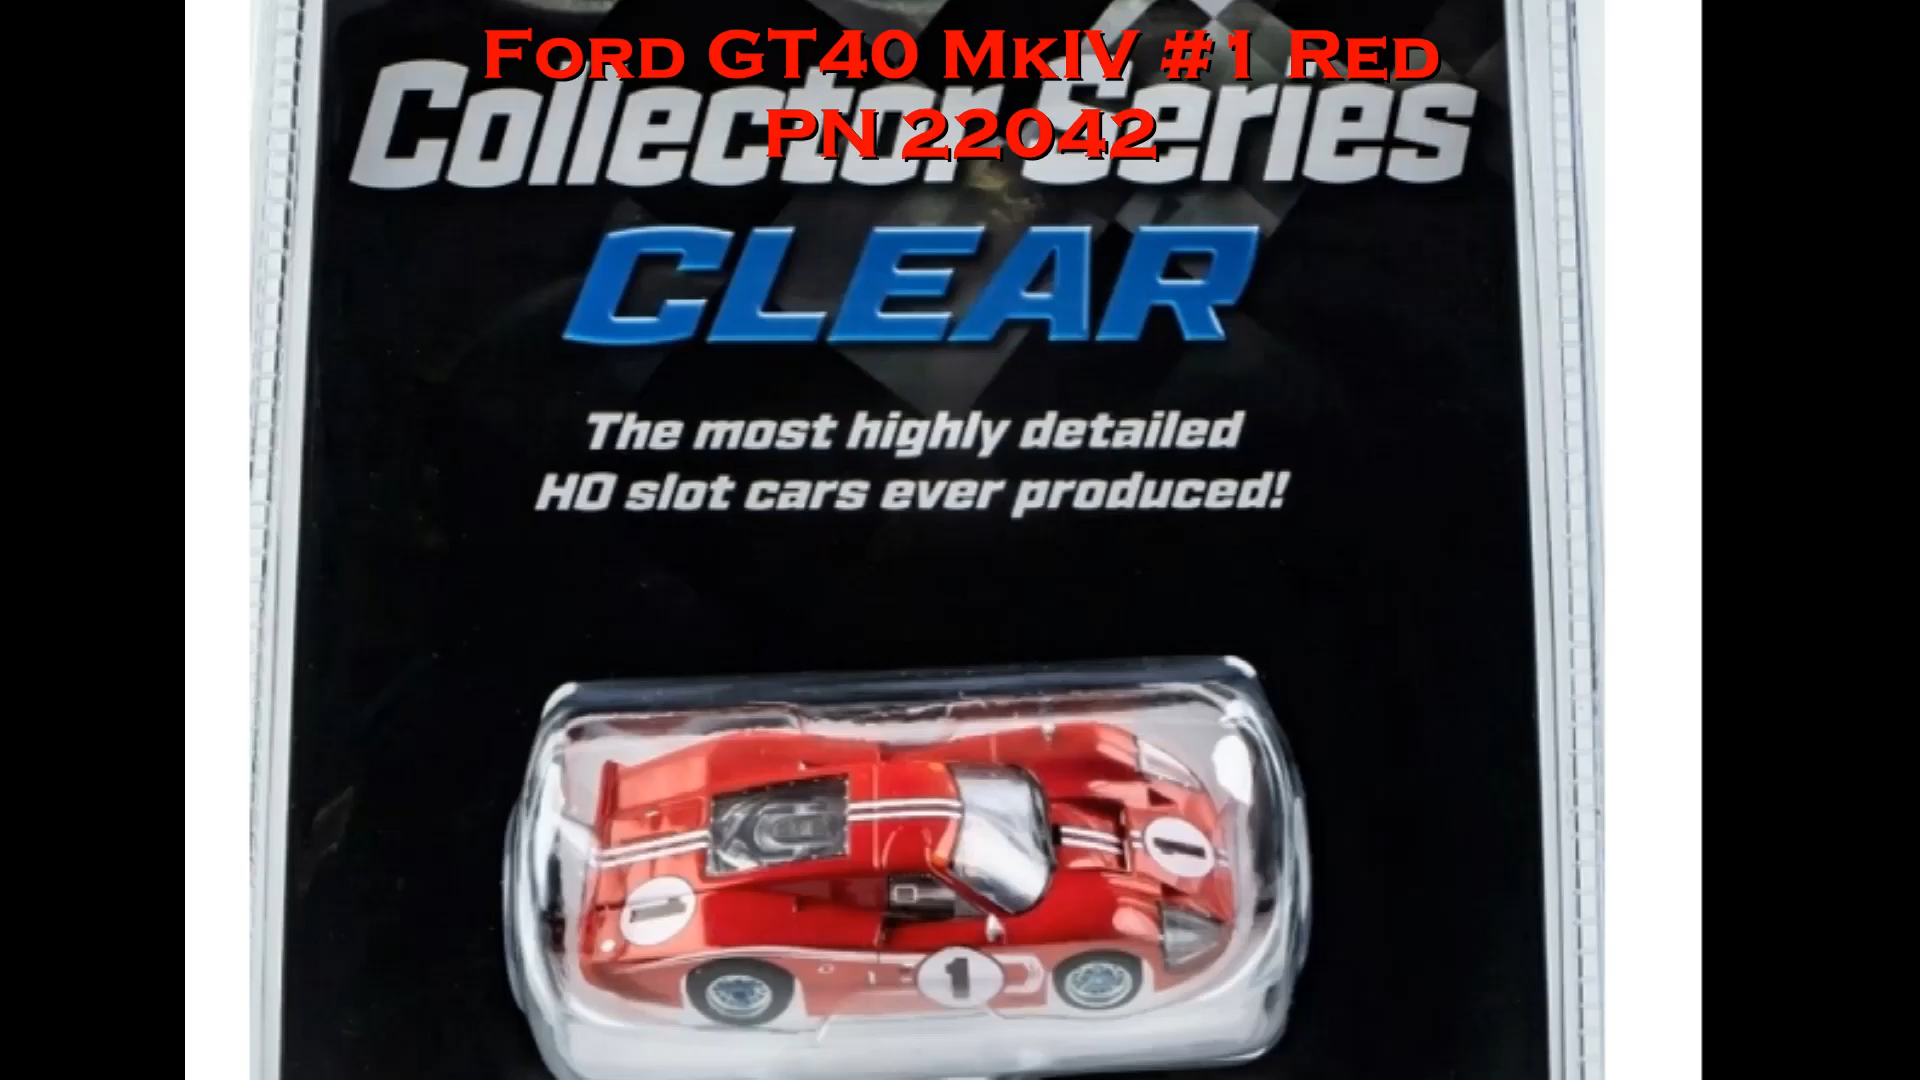 Ford GT40 MkIV #1 Red
PN 22042
Collector Series
CLEAR
The most highly detailed
HO slot cars ever produced!
1
1
1